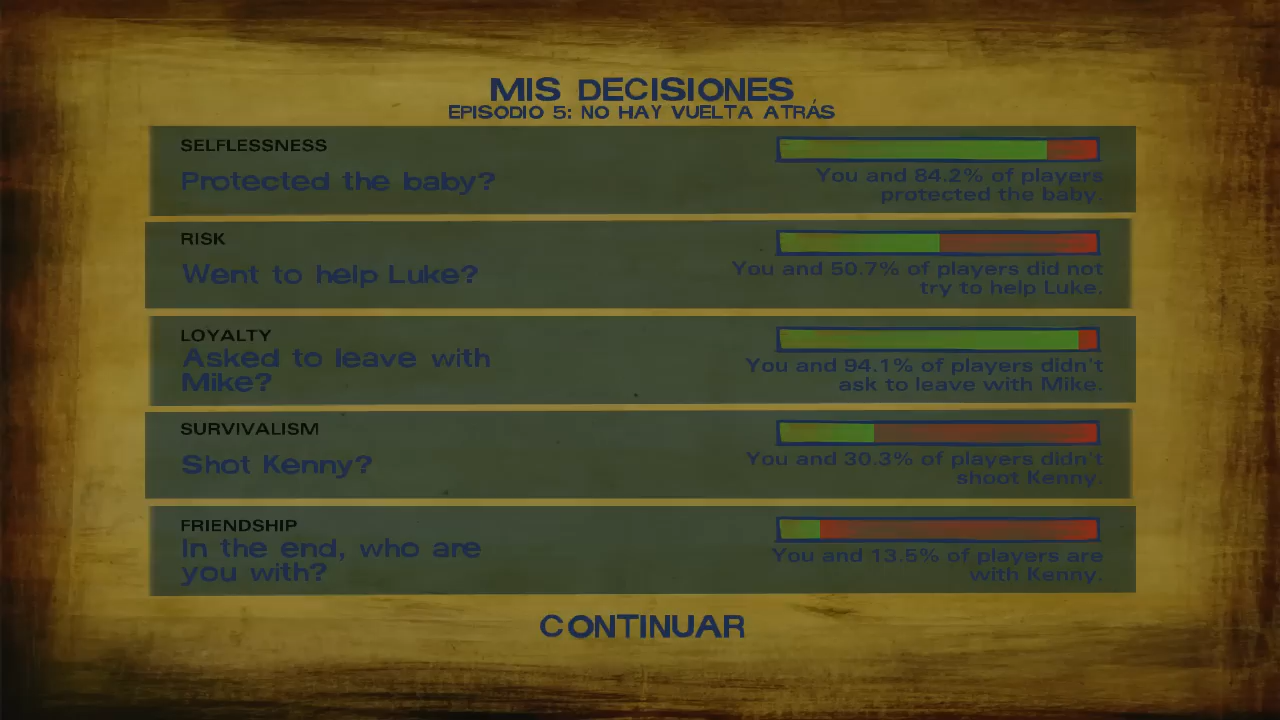 MIS DECISIONES
EPISODIO 5: NO HAY VUELTA ATRÁS
SELFLESSNESS
Protected the baby?
You and 84.2% of players
protected the baby.
RISK
Went to help Luke?
You and 50.7% of players did not
try to help Luke.
LOYALTY
Asked to leave with
Mike?
You and 94.1% of players didn't
ask to leave with Mike.
SURVIVALISM
Shot Kenny?
You and 30.3% of players didn't
shoot Kenny.
FRIENDSHIP
In the end, who are
you with?
You and 13.5% of players are
with Kenny.
CONTINUAR